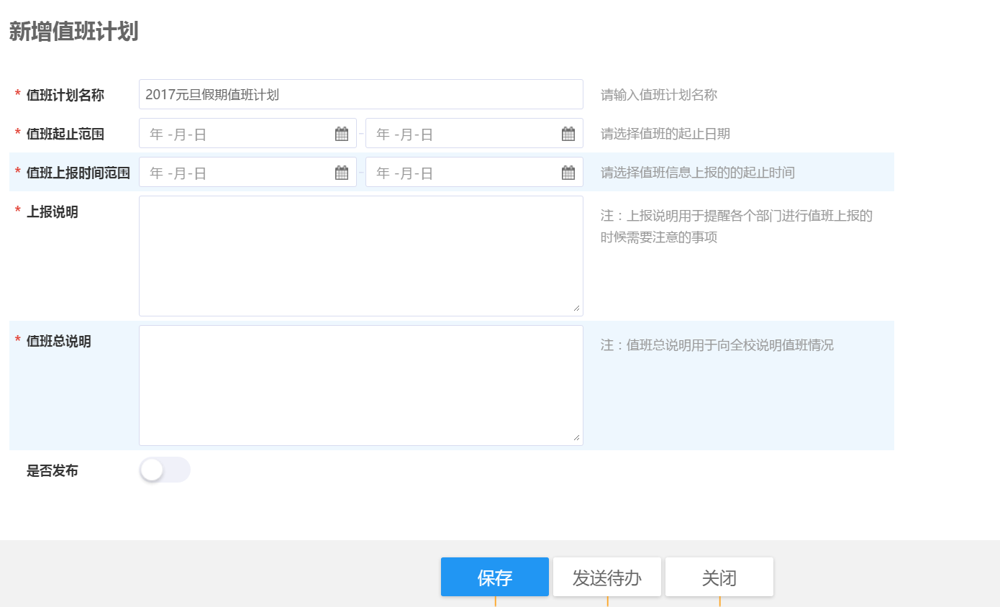 新增值班计划
* 值班计划名称 2017元旦假期值班计划 请输入值班计划名称
* 值班起止范围 年 -月-日 - 年 -月-日 请选择值班的起止日期
* 值班上报时间范围 年 -月-日 - 年 -月-日 请选择值班信息上报的的起止时间
* 上报说明 注：上报说明用于提醒各个部门进行值班上报的
时候需要注意的事项
* 值班总说明 注：值班总说明用于向全校说明值班情况
是否发布
保存 发送待办 关闭